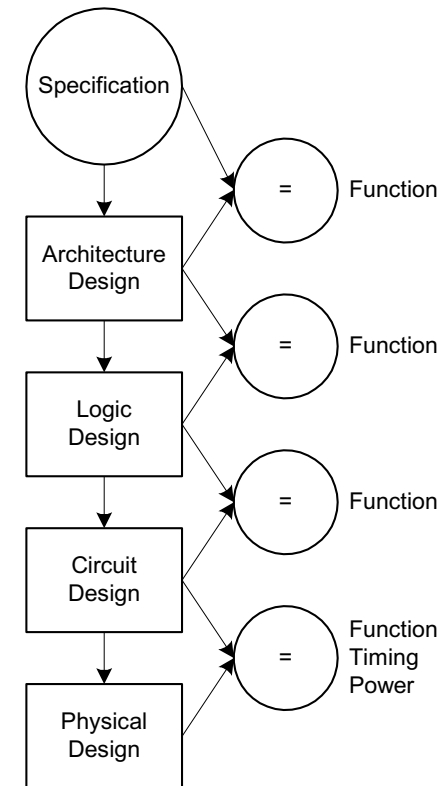 Specification
=
Function
Architecture
Design
=
Function
Logic
Design
=
Function
Circuit
Design
=
Function
Timing
Power
Physical
Design